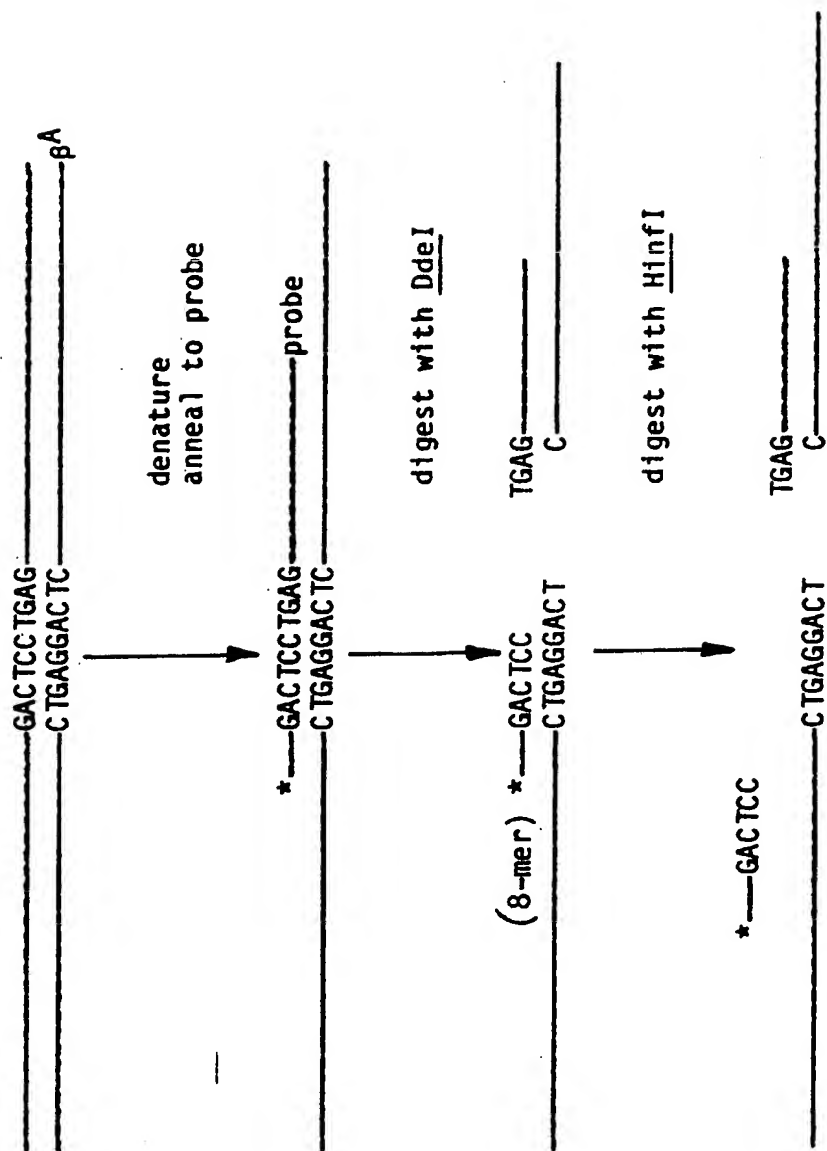 GACTCCTGAG
CTGAGGACTC βA
denature
anneal to probe
*GACTCCTGAG probe
CTGAGGACTC
digest with DdeI
(8-mer) * GACTCC TGAG
CTGAGGACT C
digest with HinfI
* GACTCC TGAG
CTGAGGACT C